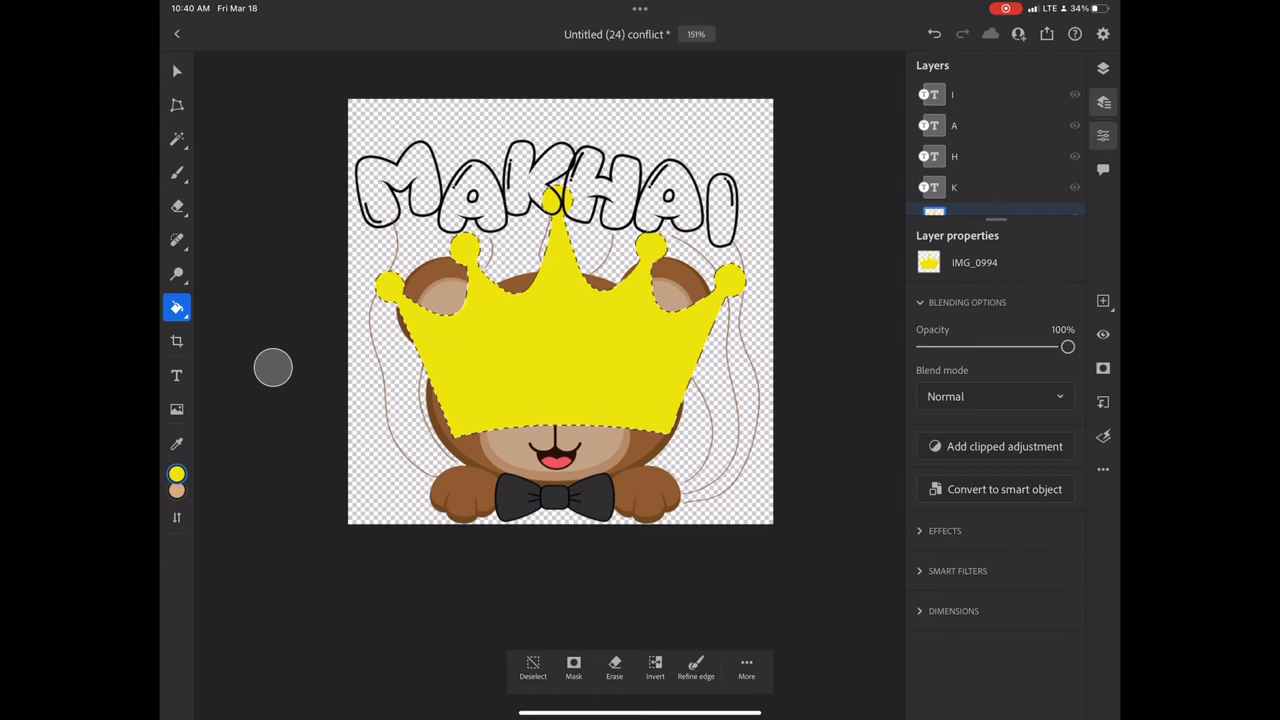 10:40 AM Fri Mar 18
LTE 34%
Untitled (24) conflict *
151%
Layers
T I
T A
T H
T K
MAKHAI
Layer properties
IMG_0994
BLENDING OPTIONS
Opacity 100%
Blend mode
Normal
Add clipped adjustment
Convert to smart object
EFFECTS
SMART FILTERS
DIMENSIONS
T
Deselect Mask Erase Invert Refine edge More